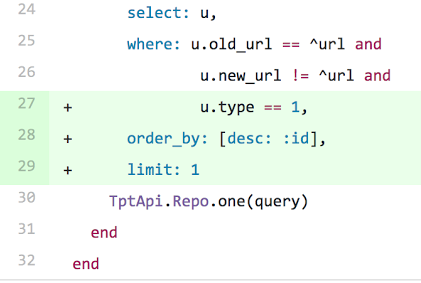 24 select: u,
25 where: u.old_url == ^url and
26 u.new_url != ^url and
27 + u.type == 1,
28 + order_by: [desc: :id],
29 + limit: 1
30 TptApi.Repo.one(query)
31 end
32 end